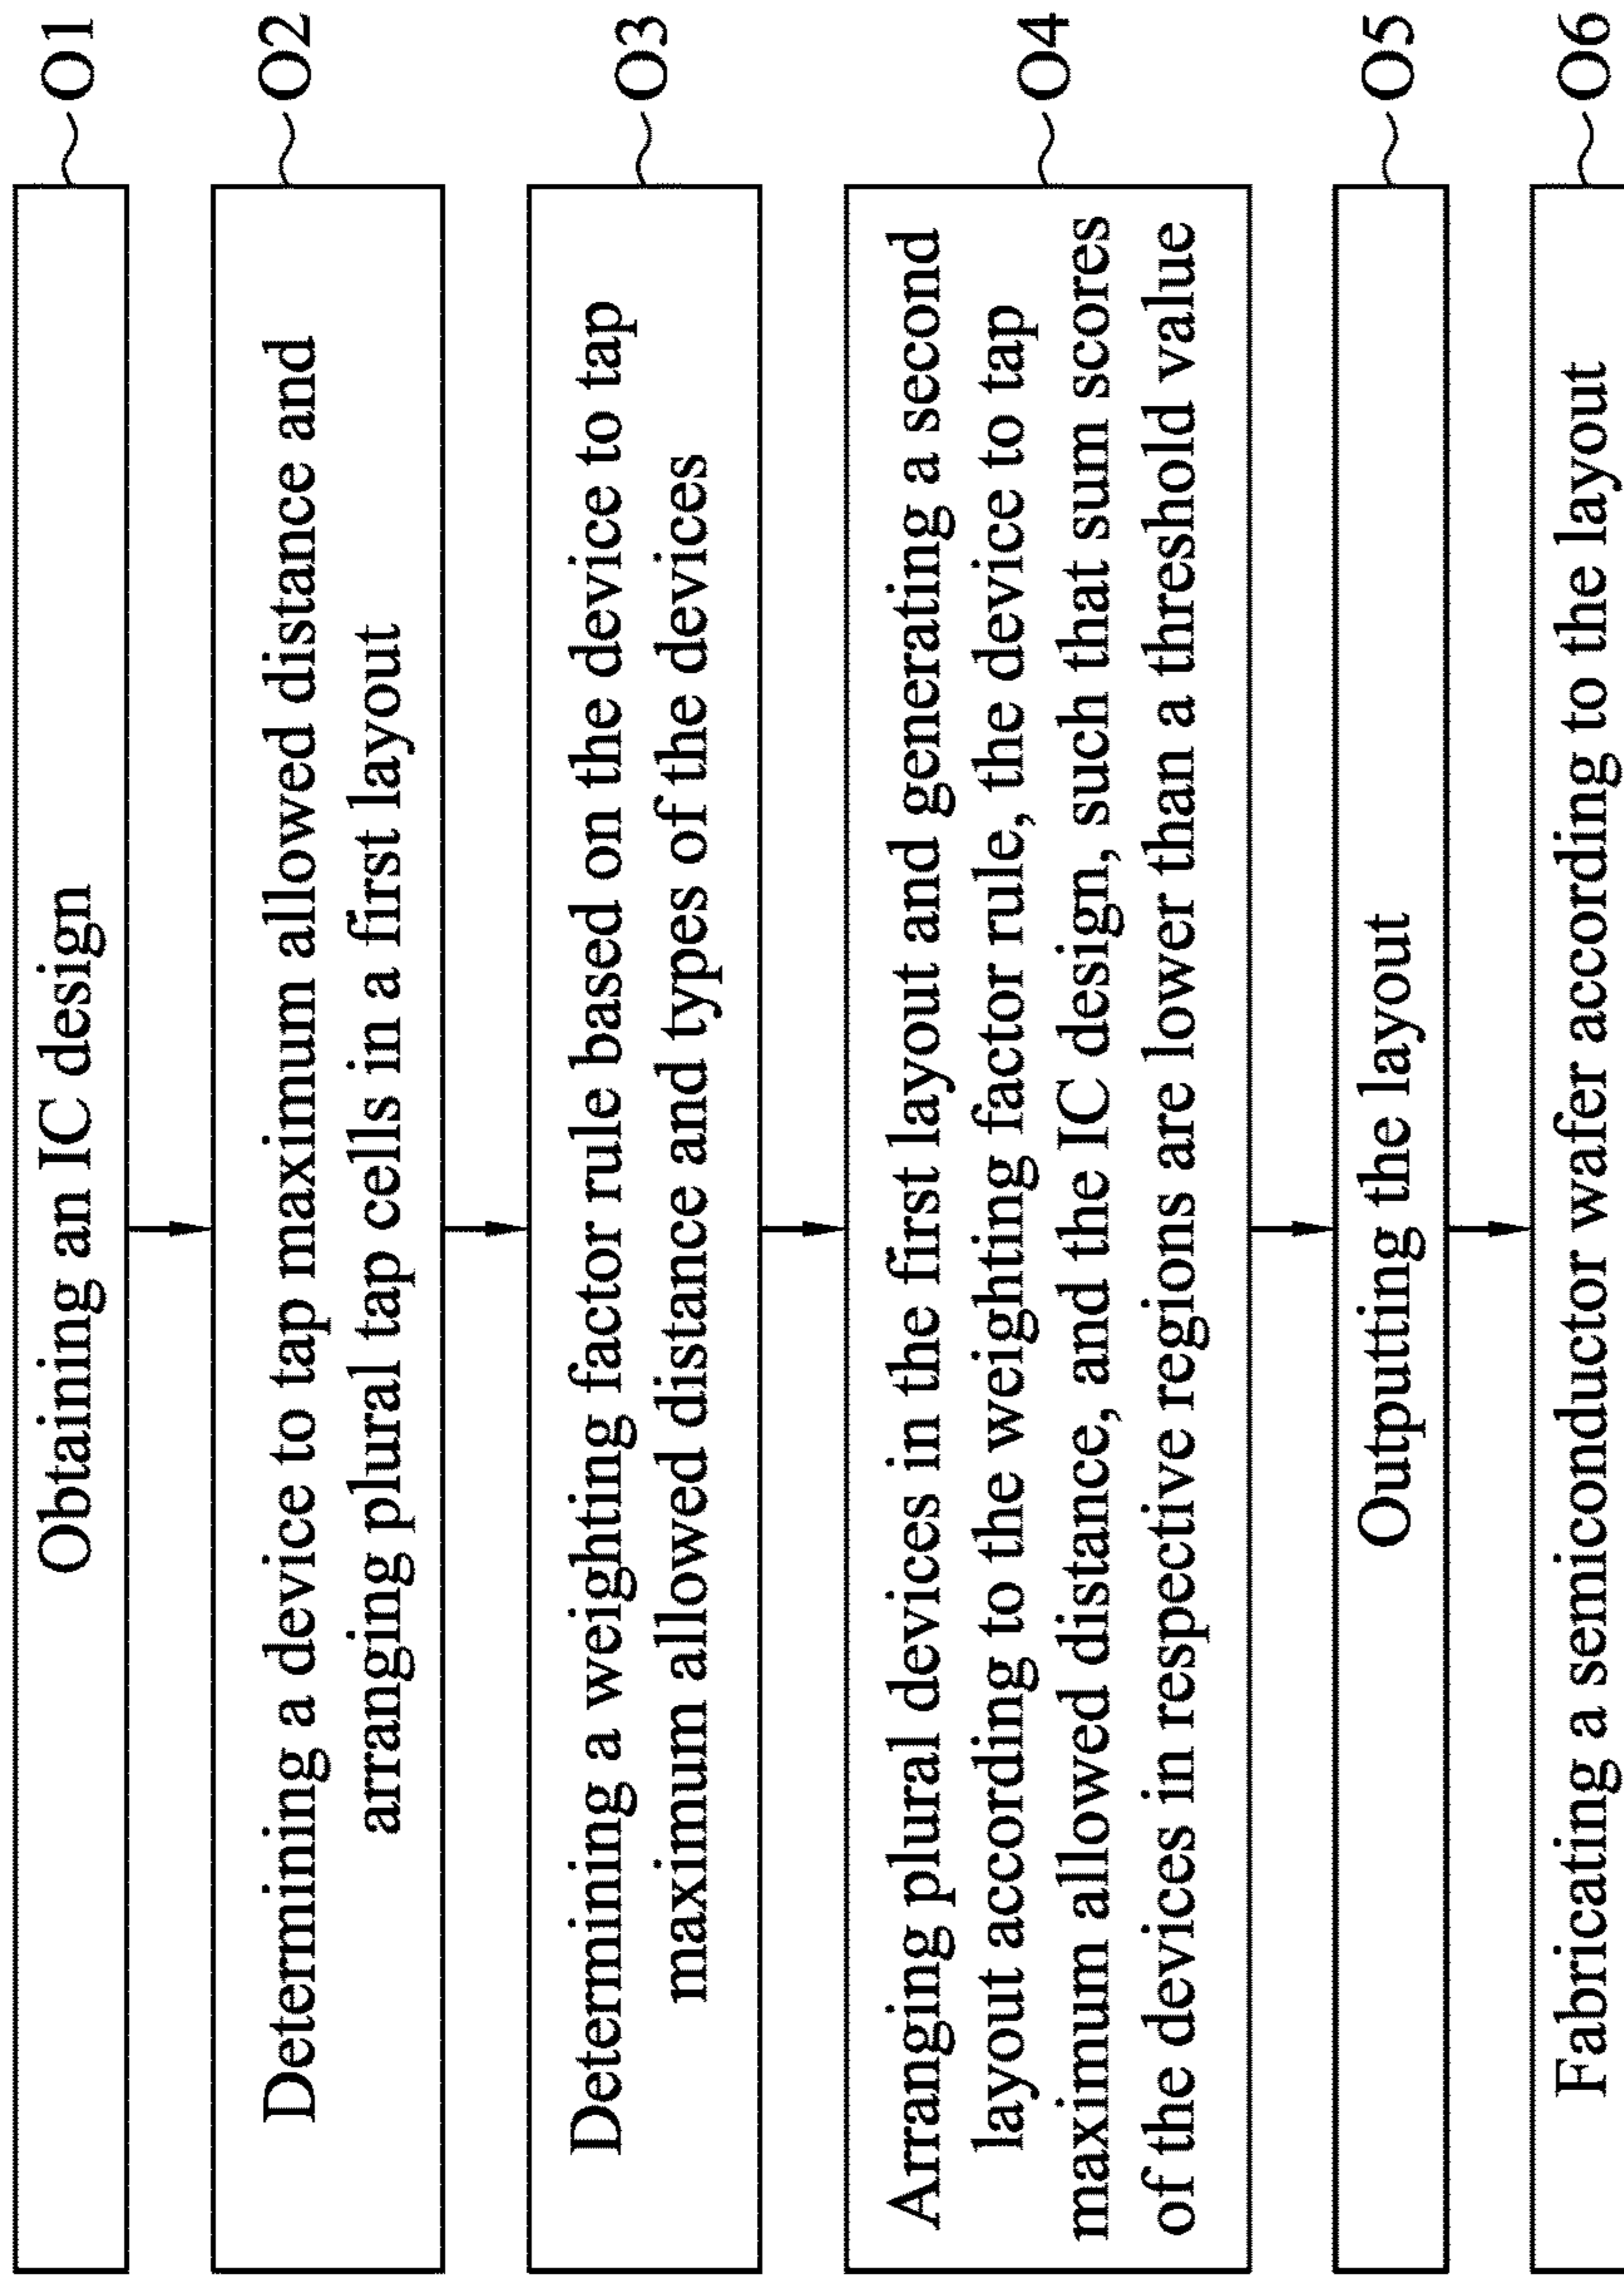 Obtaining an IC design
O1
Determining a device to tap maximum allowed distance and
arranging plural tap cells in a first layout
O2
Determining a weighting factor rule based on the device to tap
maximum allowed distance and types of the devices
O3
Arranging plural devices in the first layout and generating a second
layout according to the weighting factor rule, the device to tap
maximum allowed distance, and the IC design, such that sum scores
of the devices in respective regions are lower than a threshold value
O4
Outputting the layout
O5
Fabricating a semiconductor wafer according to the layout
O6